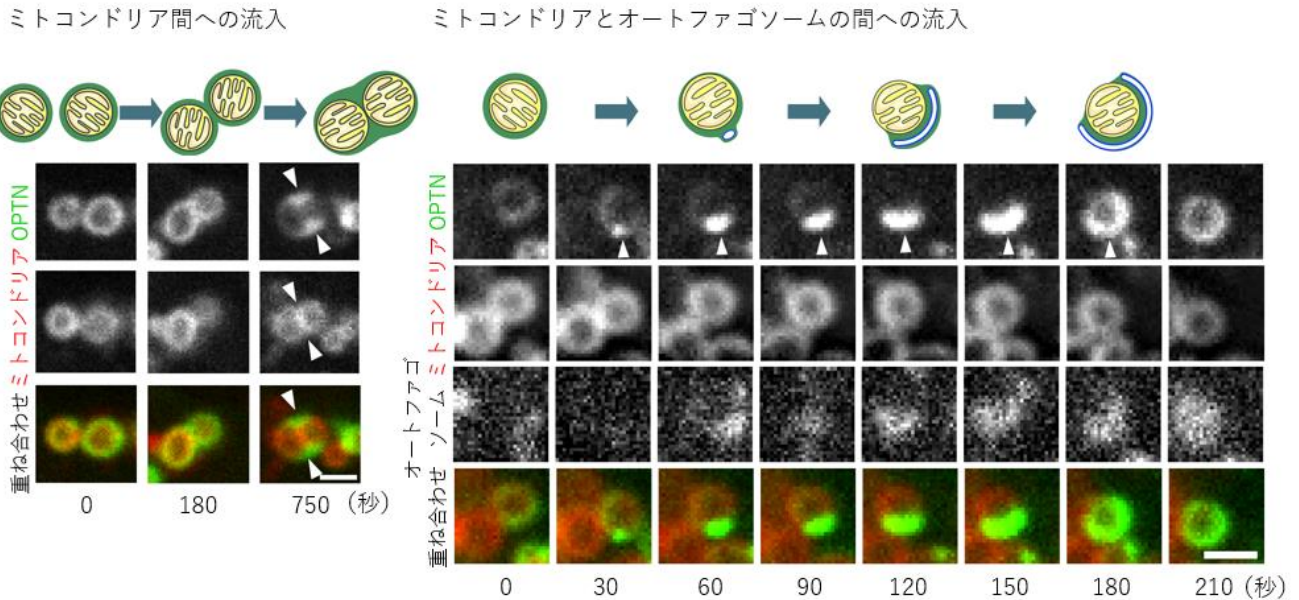 ミトコンドリア間への流入
ミトコンドリアとオートファゴソームの間への流入
OPTN
ミトコンドリア
重ね合わせ
0 180 750 (秒)
OPTN
ミトコンドリア
オートファゴ
ソーム
重ね合わせ
0 30 60 90 120 150 180 210 (秒)